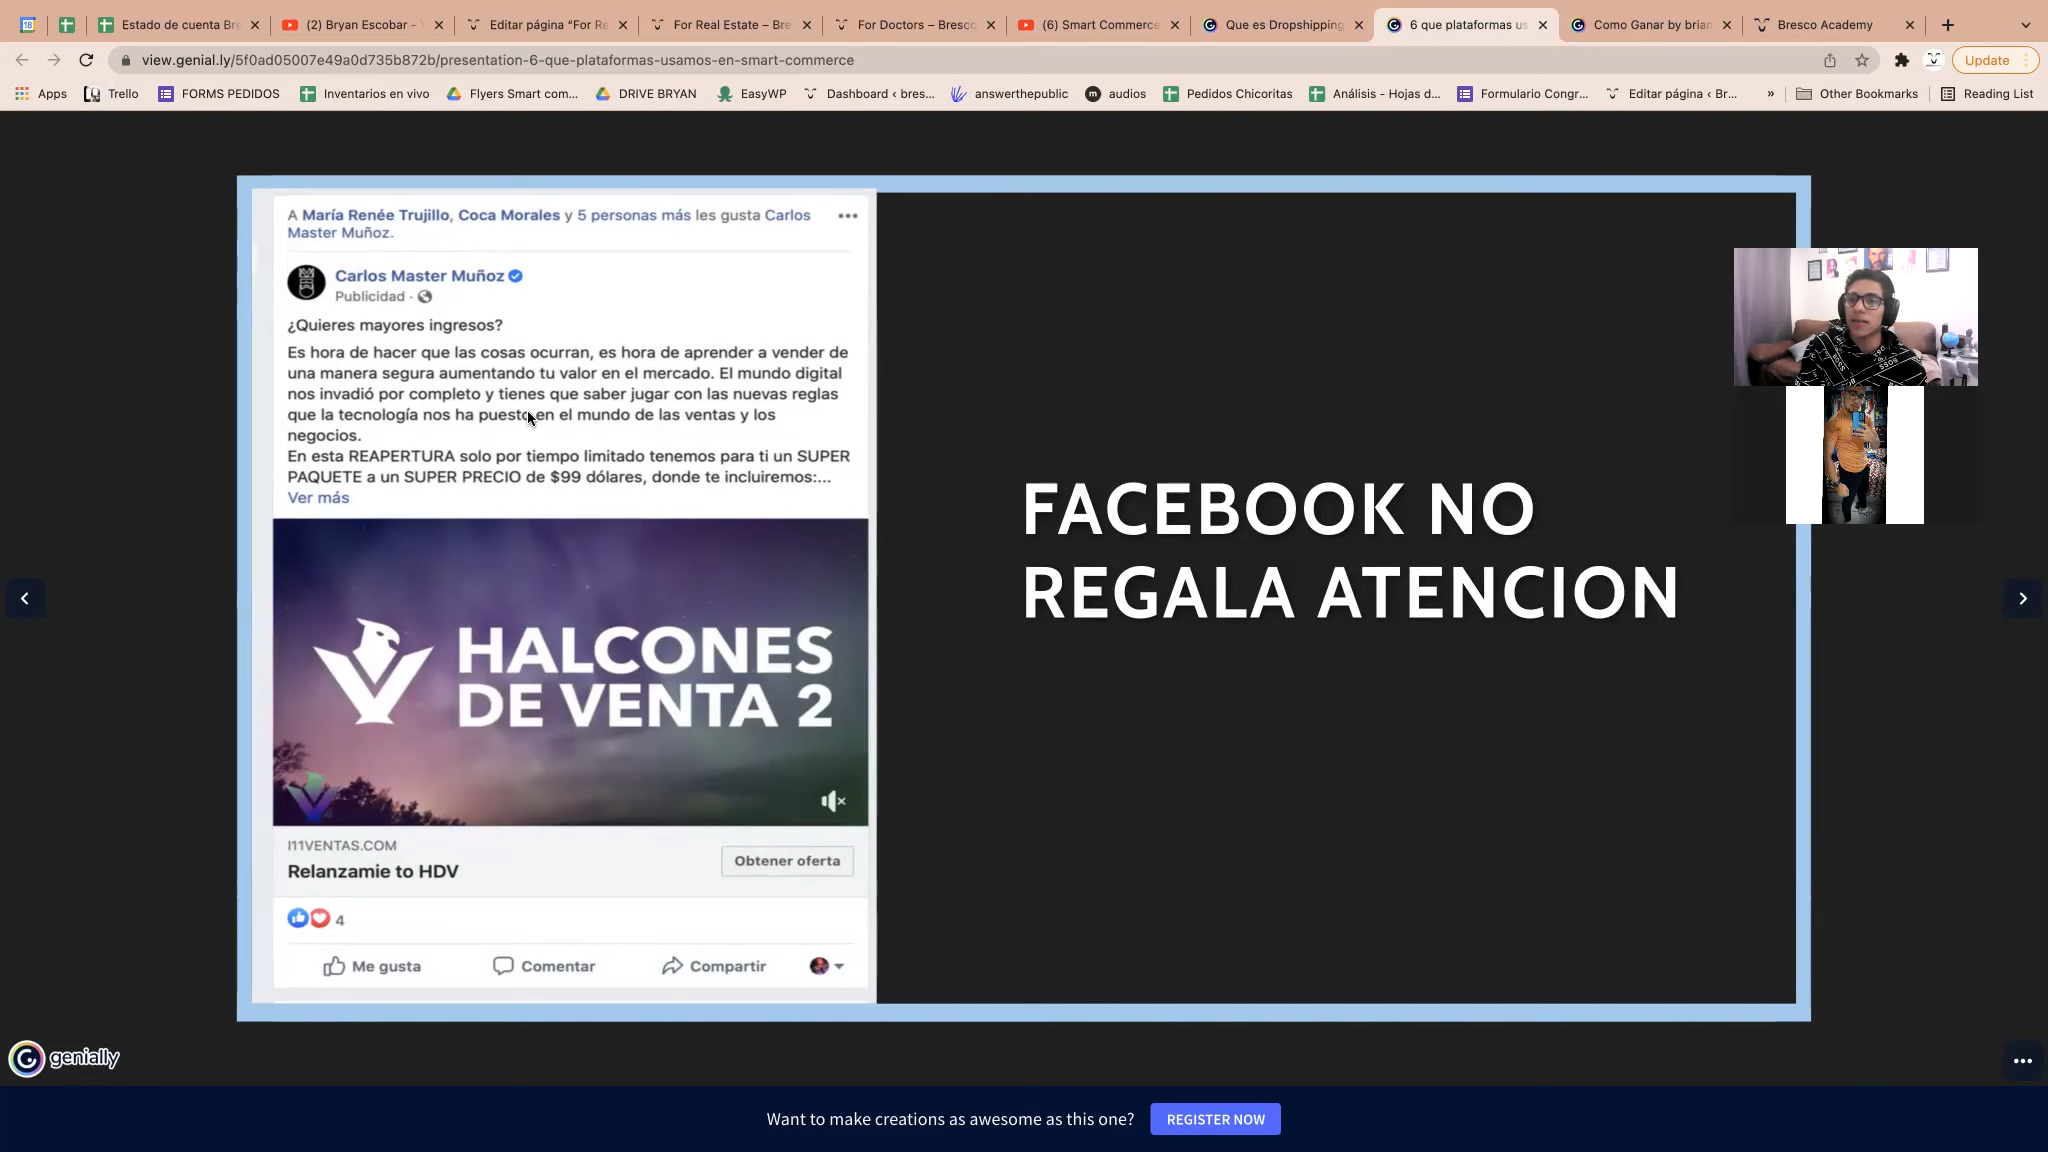 18
Estado de cuenta Bre
(2) Bryan Escobar - Y
Editar página “For Re
For Real Estate – Bre
For Doctors – Bresco
(6) Smart Commerce
Que es Dropshipping
6 que plataformas us
Como Ganar by brian
Bresco Academy
view.genial.ly/5f0ad05007e49a0d735b872b/presentation-6-que-plataformas-usamos-en-smart-commerce
Update
Apps
Trello
FORMS PEDIDOS
Inventarios en vivo
Flyers Smart com...
DRIVE BRYAN
EasyWP
Dashboard ‹ bres...
answerthepublic
audios
Pedidos Chicoritas
Análisis - Hojas d...
Formulario Congr...
Editar página ‹ Br...
»
Other Bookmarks
Reading List
A María Renée Trujillo, Coca Morales y 5 personas más les gusta Carlos
Master Muñoz.
Carlos Master Muñoz
Publicidad ·
¿Quieres mayores ingresos?
Es hora de hacer que las cosas ocurran, es hora de aprender a vender de
una manera segura aumentando tu valor en el mercado. El mundo digital
nos invadió por completo y tienes que saber jugar con las nuevas reglas
que la tecnología nos ha puesto en el mundo de las ventas y los
negocios.
En esta REAPERTURA solo por tiempo limitado tenemos para ti un SUPER
PAQUETE a un SUPER PRECIO de $99 dólares, donde te incluiremos:...
Ver más
HALCONES
DE VENTA 2
I11VENTAS.COM
Relanzamie to HDV
Obtener oferta
4
Me gusta
Comentar
Compartir
FACEBOOK NO
REGALA ATENCION
genially
Want to make creations as awesome as this one?
REGISTER NOW